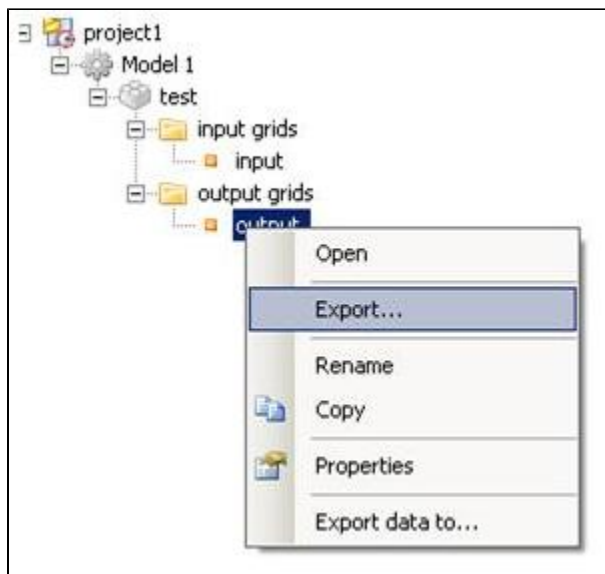 project1
Model 1
test
input grids
input
output grids
output
Open
Export...
Rename
Copy
Properties
Export data to...